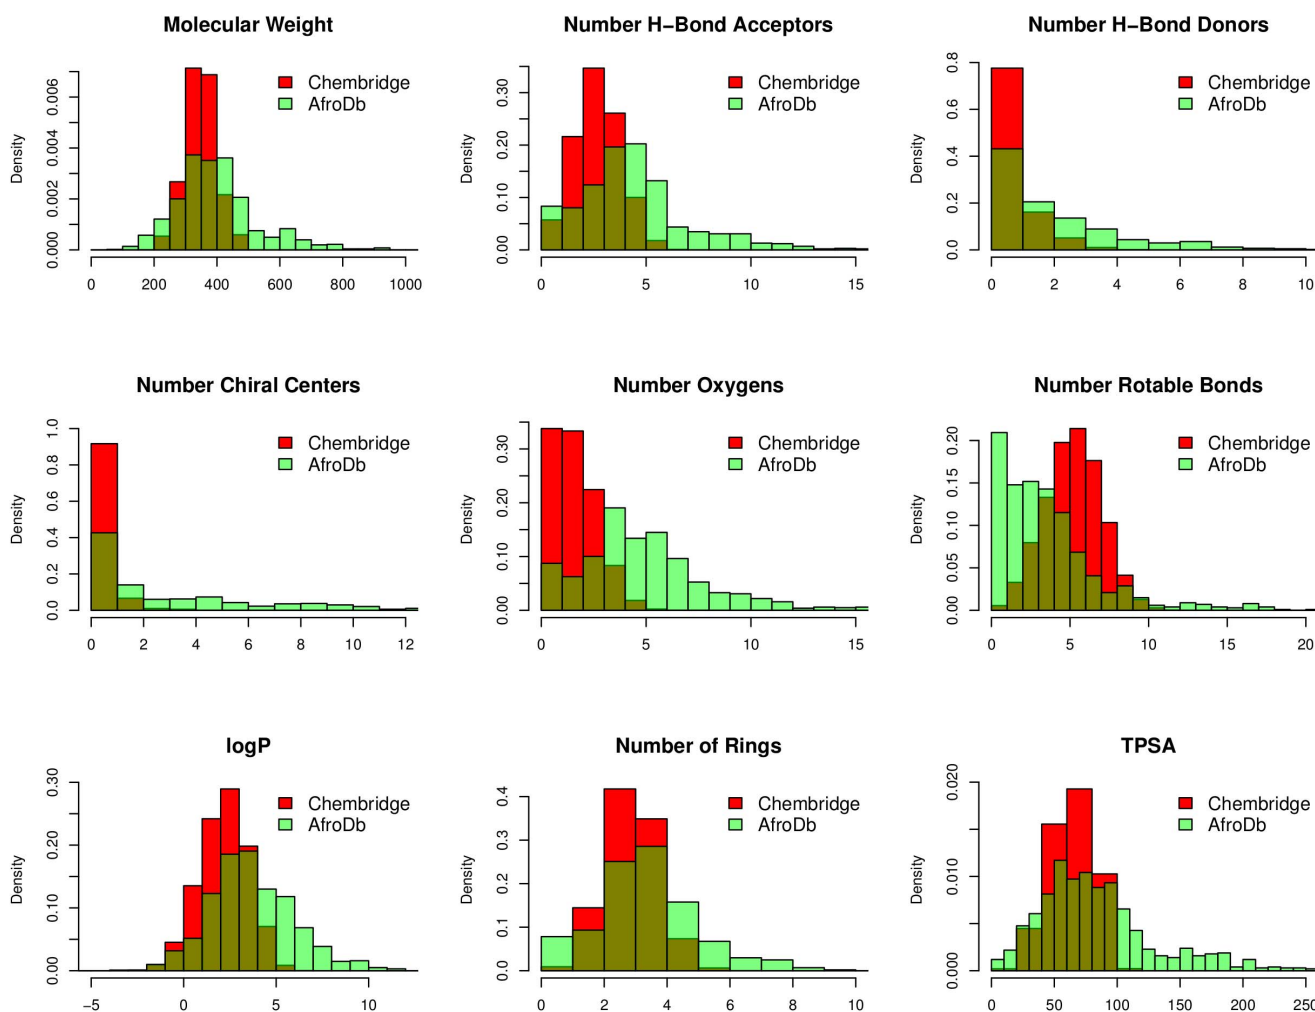 Molecular Weight
Density
0.000 0.002 0.004 0.006
Chembridge
AfroDb
0 200 400 600 800 1000
Number H−Bond Acceptors
Density
0.00 0.10 0.20 0.30
Chembridge
AfroDb
0 5 10 15
Number H−Bond Donors
Density
0.0 0.2 0.4 0.6 0.8
Chembridge
AfroDb
0 2 4 6 8 10
Number Chiral Centers
Density
0.0 0.2 0.4 0.6 0.8 1.0
Chembridge
AfroDb
0 2 4 6 8 10 12
Number Oxygens
Density
0.00 0.10 0.20 0.30
Chembridge
AfroDb
0 5 10 15
Number Rotable Bonds
Density
0.00 0.05 0.10 0.15 0.20
Chembridge
AfroDb
0 5 10 15 20
logP
Density
0.00 0.10 0.20 0.30
Chembridge
AfroDb
−5 0 5 10
Number of Rings
Density
0.0 0.1 0.2 0.3 0.4
Chembridge
AfroDb
0 2 4 6 8 10
TPSA
Density
0.000 0.010 0.020
Chembridge
AfroDb
0 50 100 150 200 250